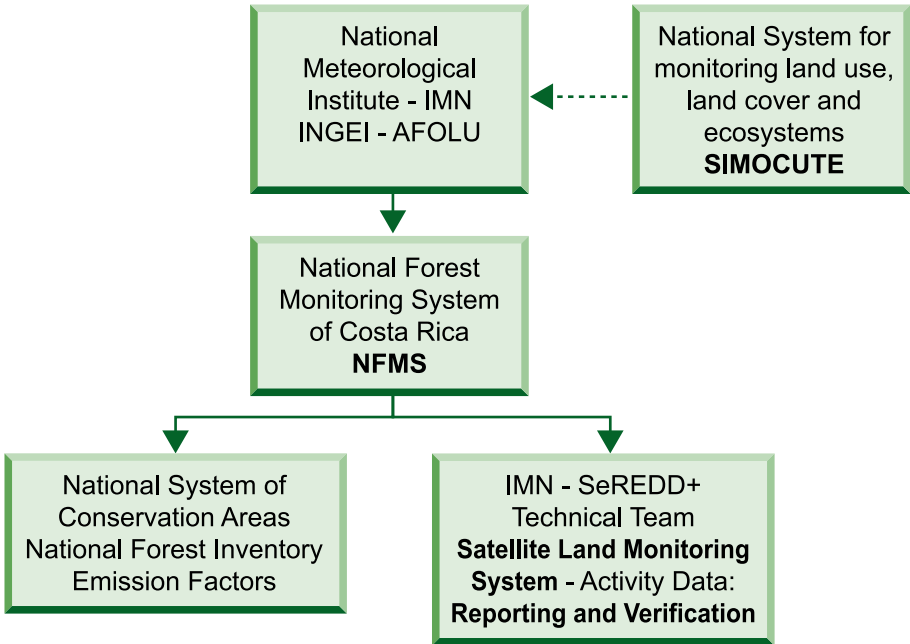 National
Meteorological
Institute - IMN
INGEI - AFOLU
National System for
monitoring land use,
land cover and
ecosystems
SIMOCUTE
National Forest
Monitoring System
of Costa Rica
NFMS
National System of
Conservation Areas
National Forest Inventory
Emission Factors
IMN - SeREDD+
Technical Team
Satellite Land Monitoring
System - Activity Data:
Reporting and Verification